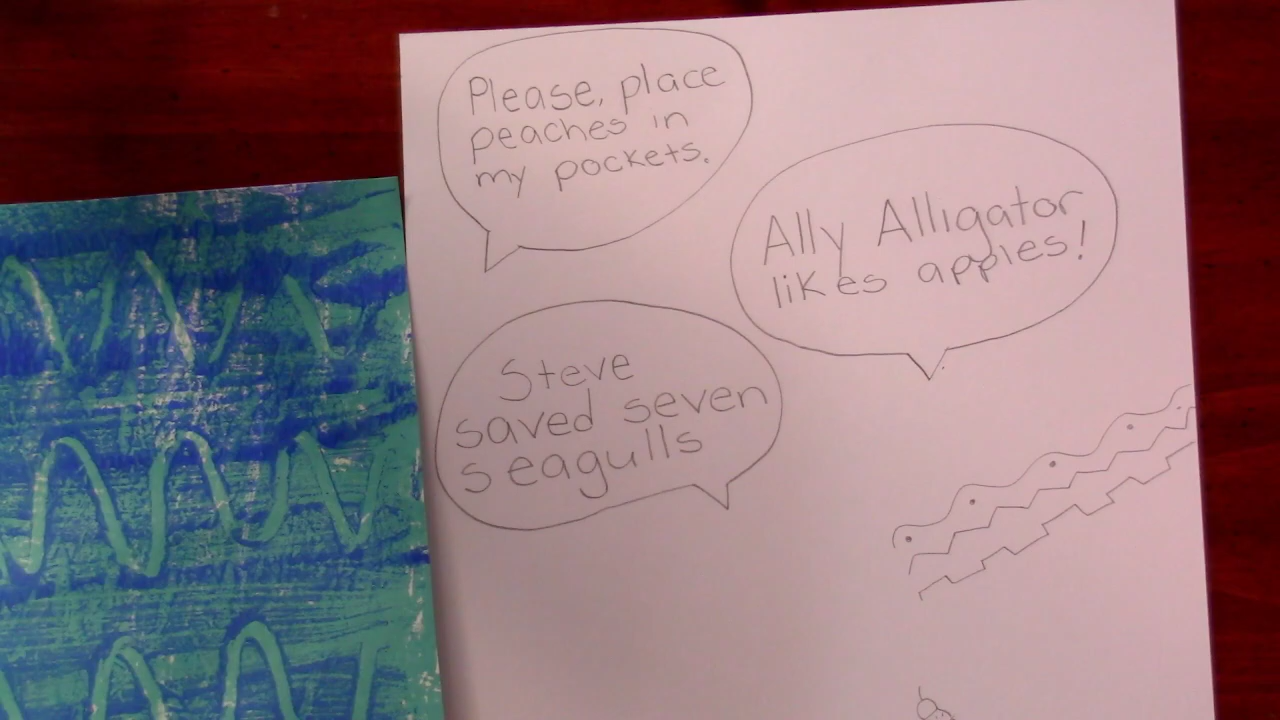 Please, place
peaches in
my pockets.
Ally Alligator
likes apples!
Steve
saved seven
seagulls